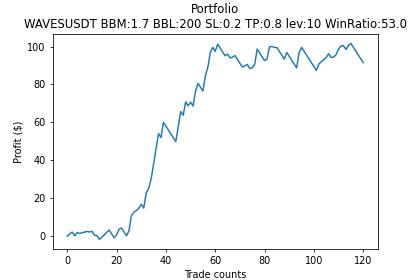 Portfolio
WAVESUSDT BBM:1.7 BBL:200 SL:0.2 TP:0.8 lev:10 WinRatio:53.0
Profit ($)
100
80
60
40
20
0
0 20 40 60 80 100 120
Trade counts